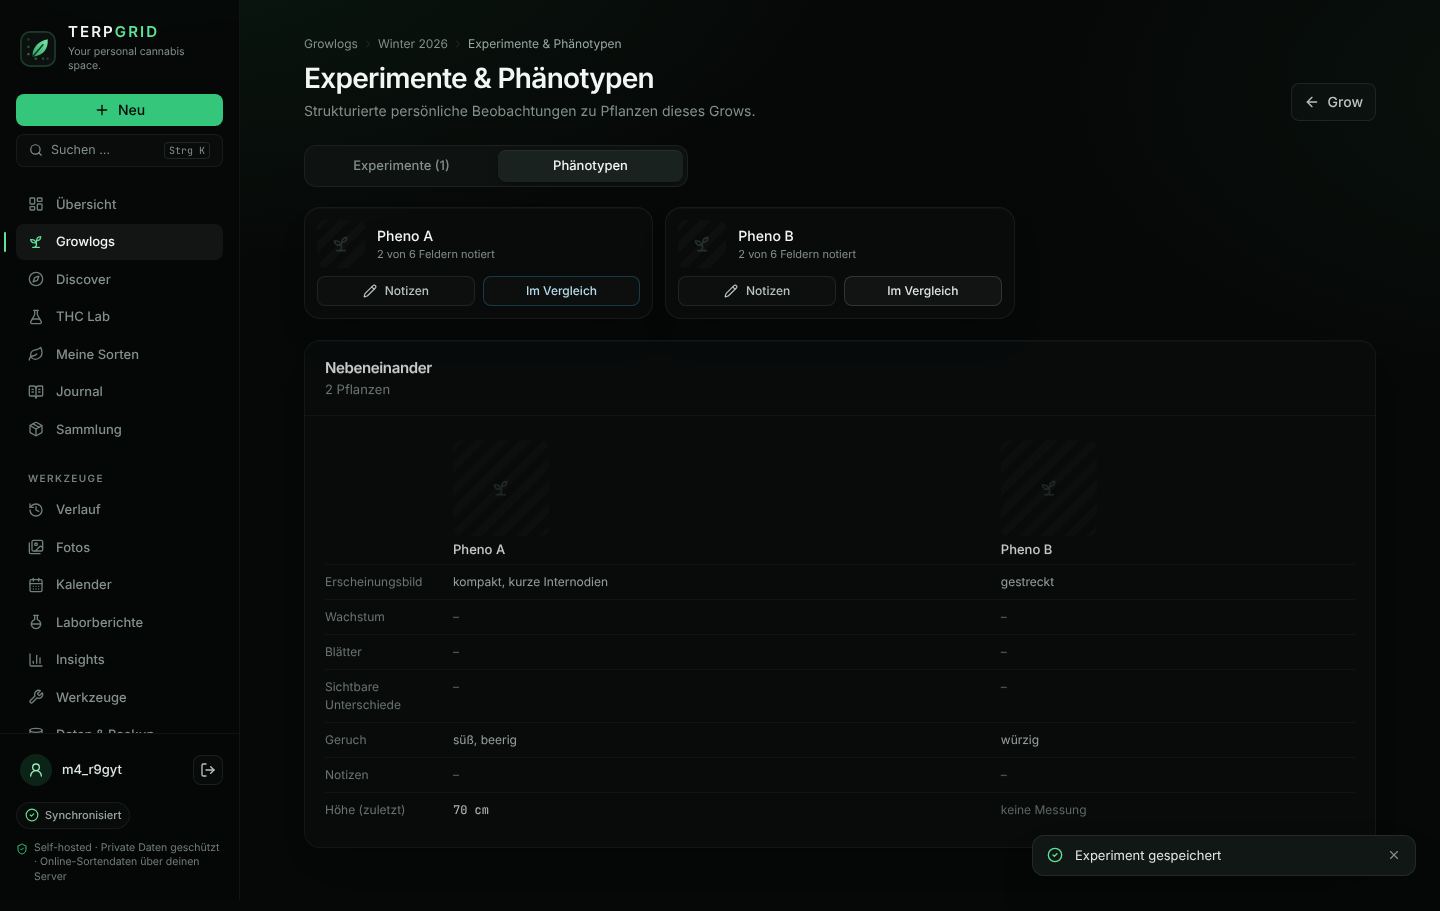 TERPGRID
Your personal cannabis
space.
Neu
Suchen ...
Strg K
Übersicht
Growlogs
Discover
THC Lab
Meine Sorten
Journal
Sammlung
WERKZEUGE
Verlauf
Fotos
Kalender
Laborberichte
Insights
Werkzeuge
Daten & Backup
m4_r9gyt
Synchronisiert
Self-hosted · Private Daten geschützt
· Online-Sortendaten über deinen
Server
Growlogs
Winter 2026
Experimente & Phänotypen
Experimente & Phänotypen
Strukturierte persönliche Beobachtungen zu Pflanzen dieses Grows.
Grow
Experimente (1)
Phänotypen
Pheno A
2 von 6 Feldern notiert
Notizen
Im Vergleich
Pheno B
2 von 6 Feldern notiert
Notizen
Im Vergleich
Nebeneinander
2 Pflanzen
Pheno A
Pheno B
Erscheinungsbild
kompakt, kurze Internodien
gestreckt
Wachstum
–
–
Blätter
–
–
Sichtbare
Unterschiede
–
–
Geruch
süß, beerig
würzig
Notizen
–
–
Höhe (zuletzt)
70 cm
keine Messung
Experiment gespeichert